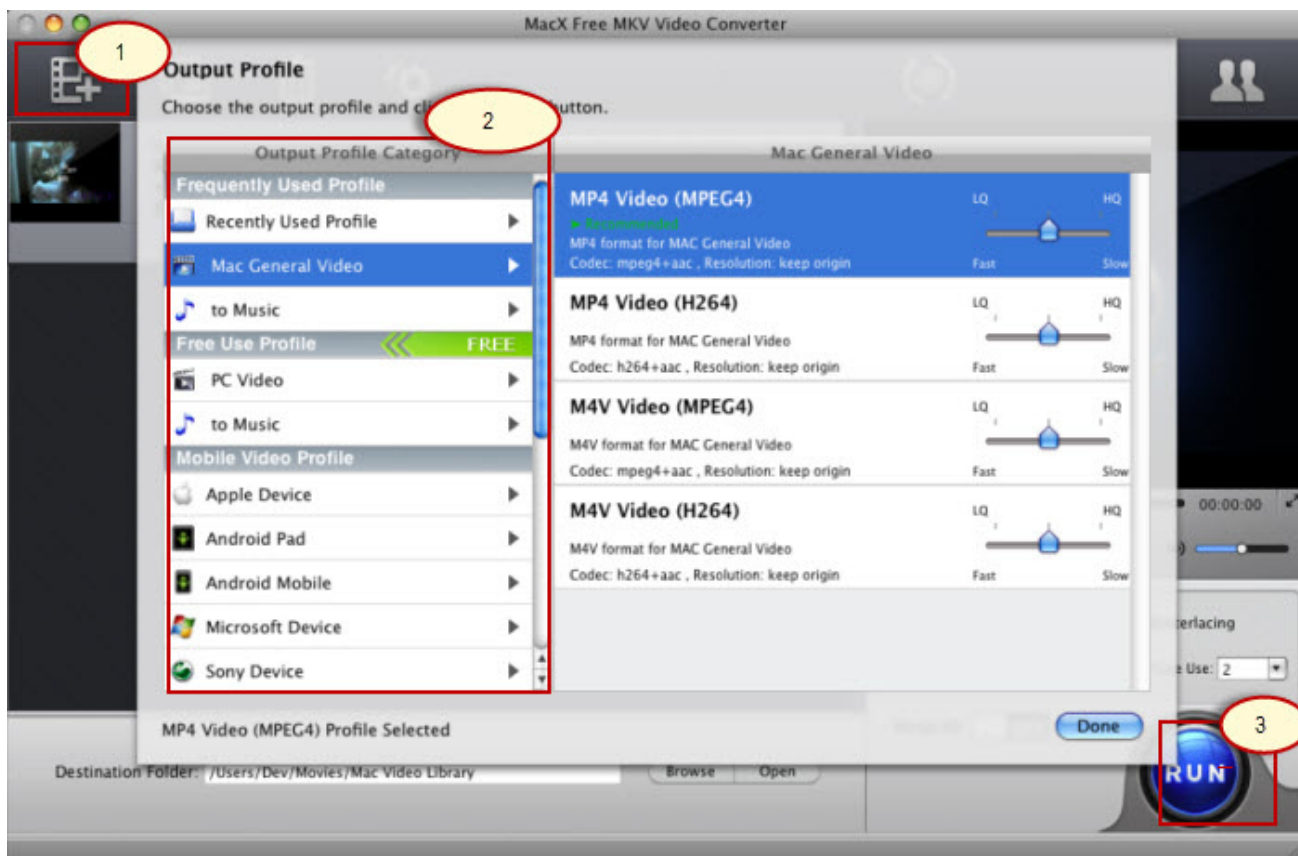 MacX Free MKV Video Converter
1
Output Profile
Choose the output profile and cli utton.
2
Output Profile Category
Mac General Video
Frequently Used Profile
Recently Used Profile
Mac General Video
to Music
Free Use Profile FREE
PC Video
to Music
Mobile Video Profile
Apple Device
Android Pad
Android Mobile
Microsoft Device
Sony Device
MP4 Video (MPEG4)
LQ HQ
Recommended
MP4 format for MAC General Video
Codec: mpeg4+aac , Resolution: keep origin
Fast Slow
MP4 Video (H264)
LQ HQ
MP4 format for MAC General Video
Codec: h264+aac , Resolution: keep origin
Fast Slow
M4V Video (MPEG4)
LQ HQ
M4V format for MAC General Video
Codec: mpeg4+aac , Resolution: keep origin
Fast Slow
M4V Video (H264)
LQ HQ
M4V format for MAC General Video
Codec: h264+aac , Resolution: keep origin
Fast Slow
00:00:00
erlacing
Use: 2
MP4 Video (MPEG4) Profile Selected
Done
3
Destination Folder: /Users/Dev/Movies/Mac Video Library
Browse Open
RUN